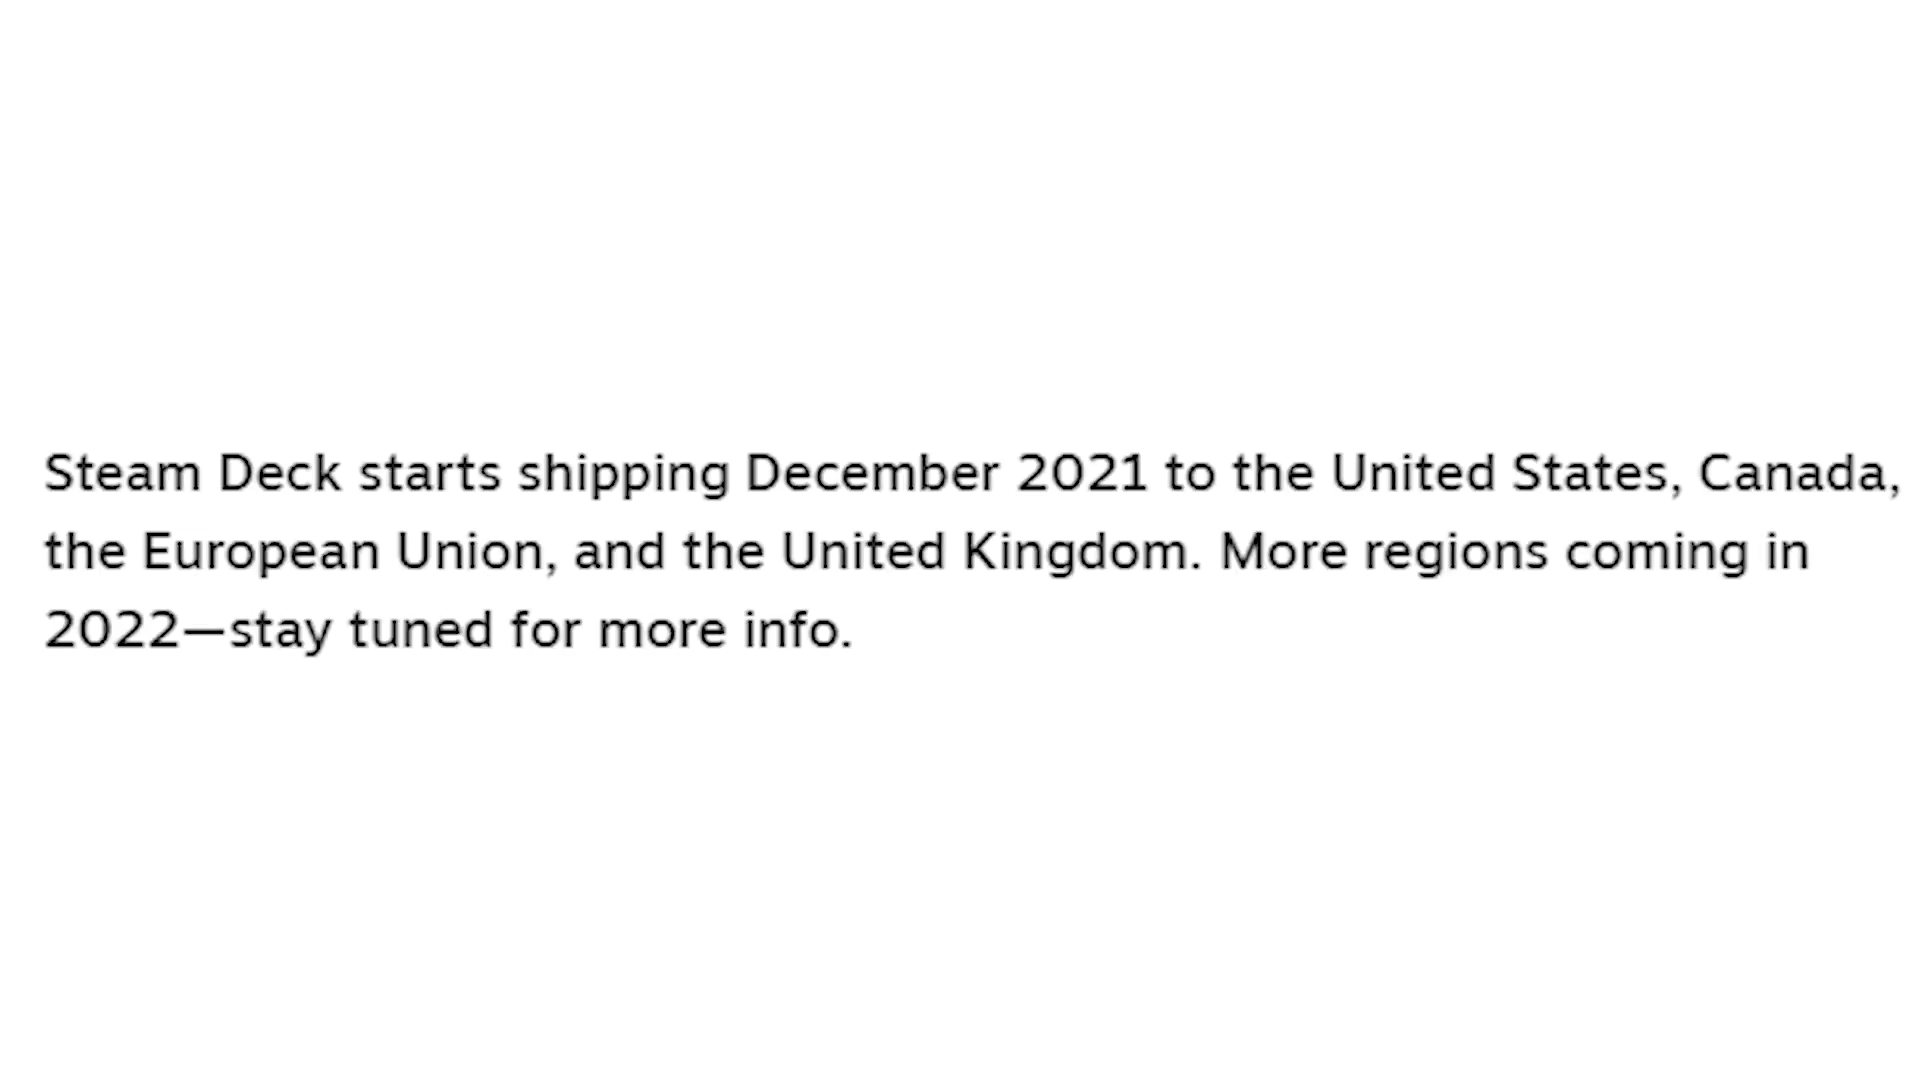 Steam Deck starts shipping December 2021 to the United States, Canada,
the European Union, and the United Kingdom. More regions coming in
2022—stay tuned for more info.